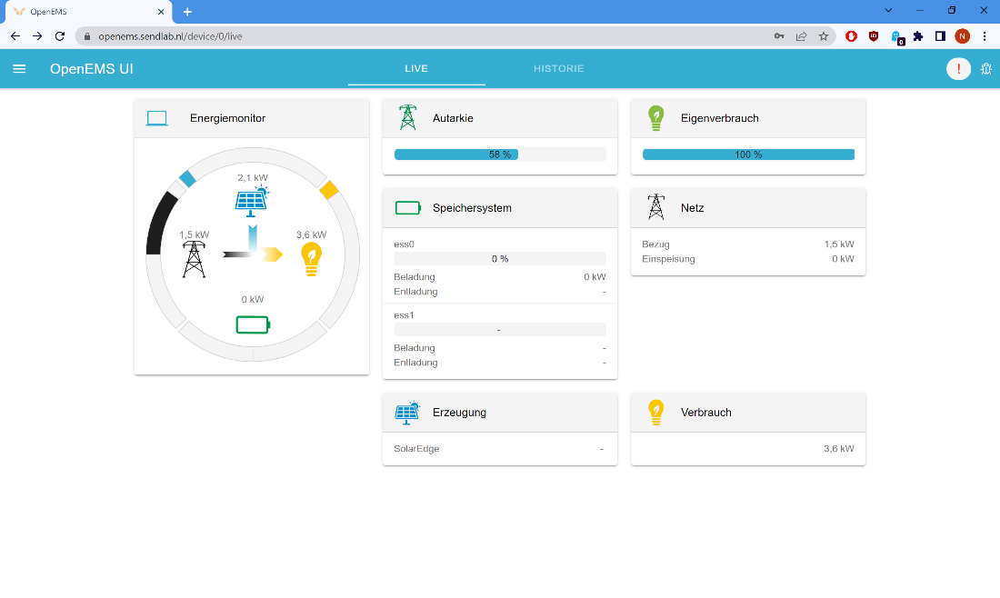 OpenEMS
openems.sendlab.nl/device/0/live
0
N
OpenEMS UI
LIVE
HISTORIE
!
Energiemonitor
2,1 kW
1,5 kW
3,6 kW
0 kW
Autarkie
58 %
Eigenverbrauch
100 %
Speichersystem
ess0
0 %
Beladung 0 kW
Entladung -
ess1
-
Beladung -
Entladung -
Netz
Bezug 1,5 kW
Einspeisung 0 kW
Erzeugung
SolarEdge -
Verbrauch
3,6 kW